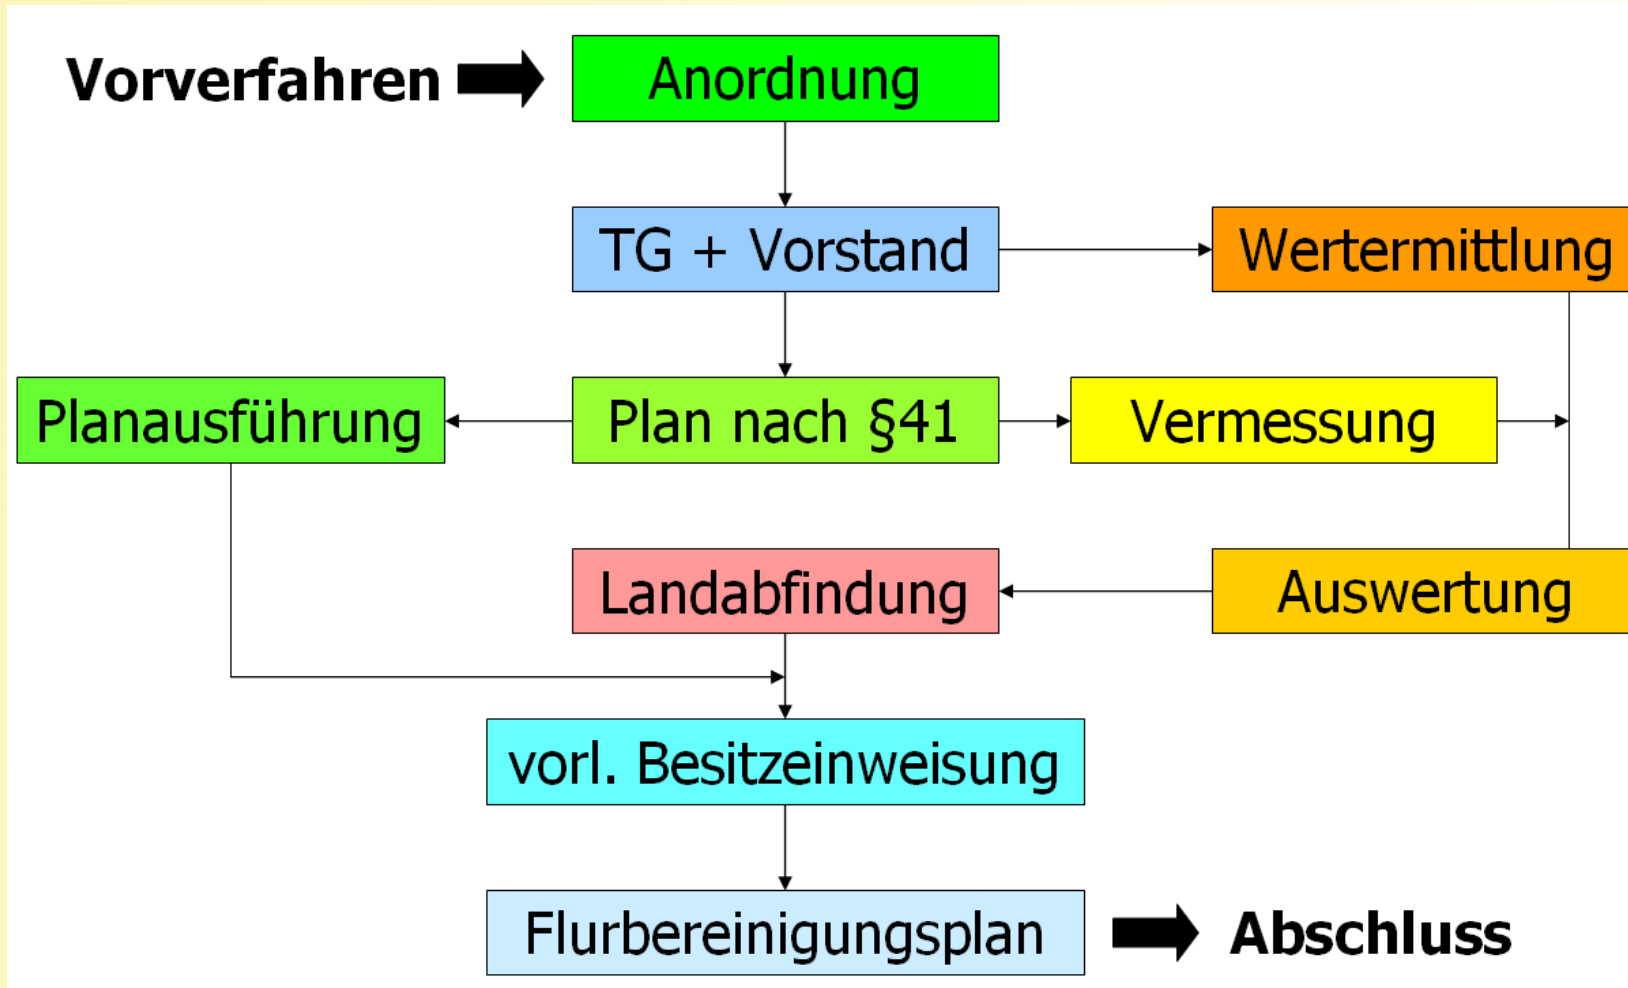 Vorverfahren
Anordnung
TG + Vorstand
Wertermittlung
Planausführung
Plan nach §41
Vermessung
Landabfindung
Auswertung
vorl. Besitzeinweisung
Flurbereinigungsplan
Abschluss